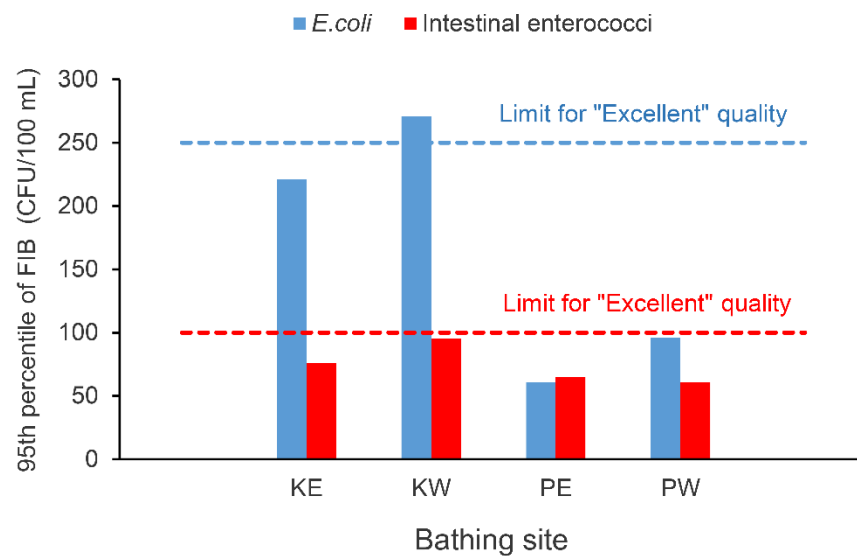 E.coli Intestinal enterococci
95th percentile of FIB (CFU/100 mL)
300
250
200
150
100
50
0
Limit for "Excellent" quality
Limit for "Excellent" quality
KE KW PE PW
Bathing site